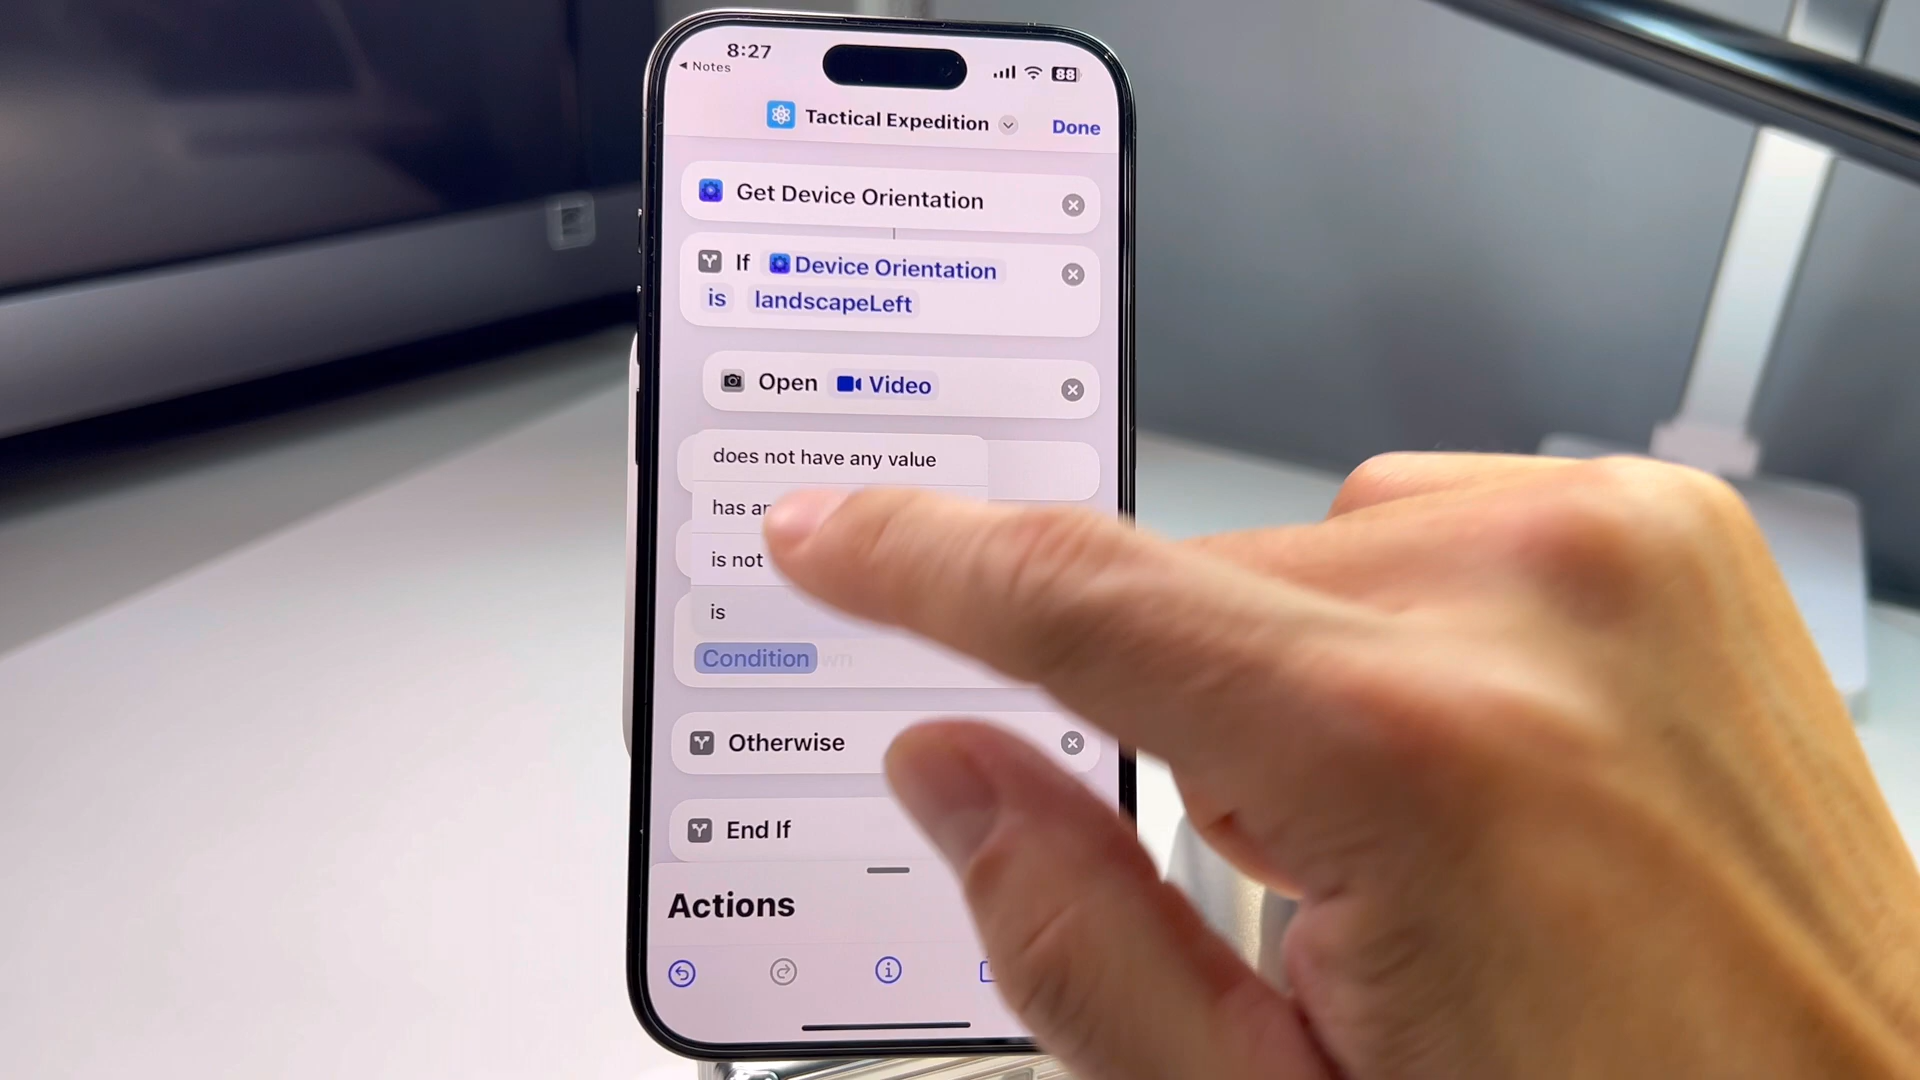 8:27
Notes
88
Tactical Expedition
Done
Get Device Orientation
If Device Orientation
is landscapeLeft
Open Video
does not have any value
has
is not
is
Condition
Otherwise
End If
Actions